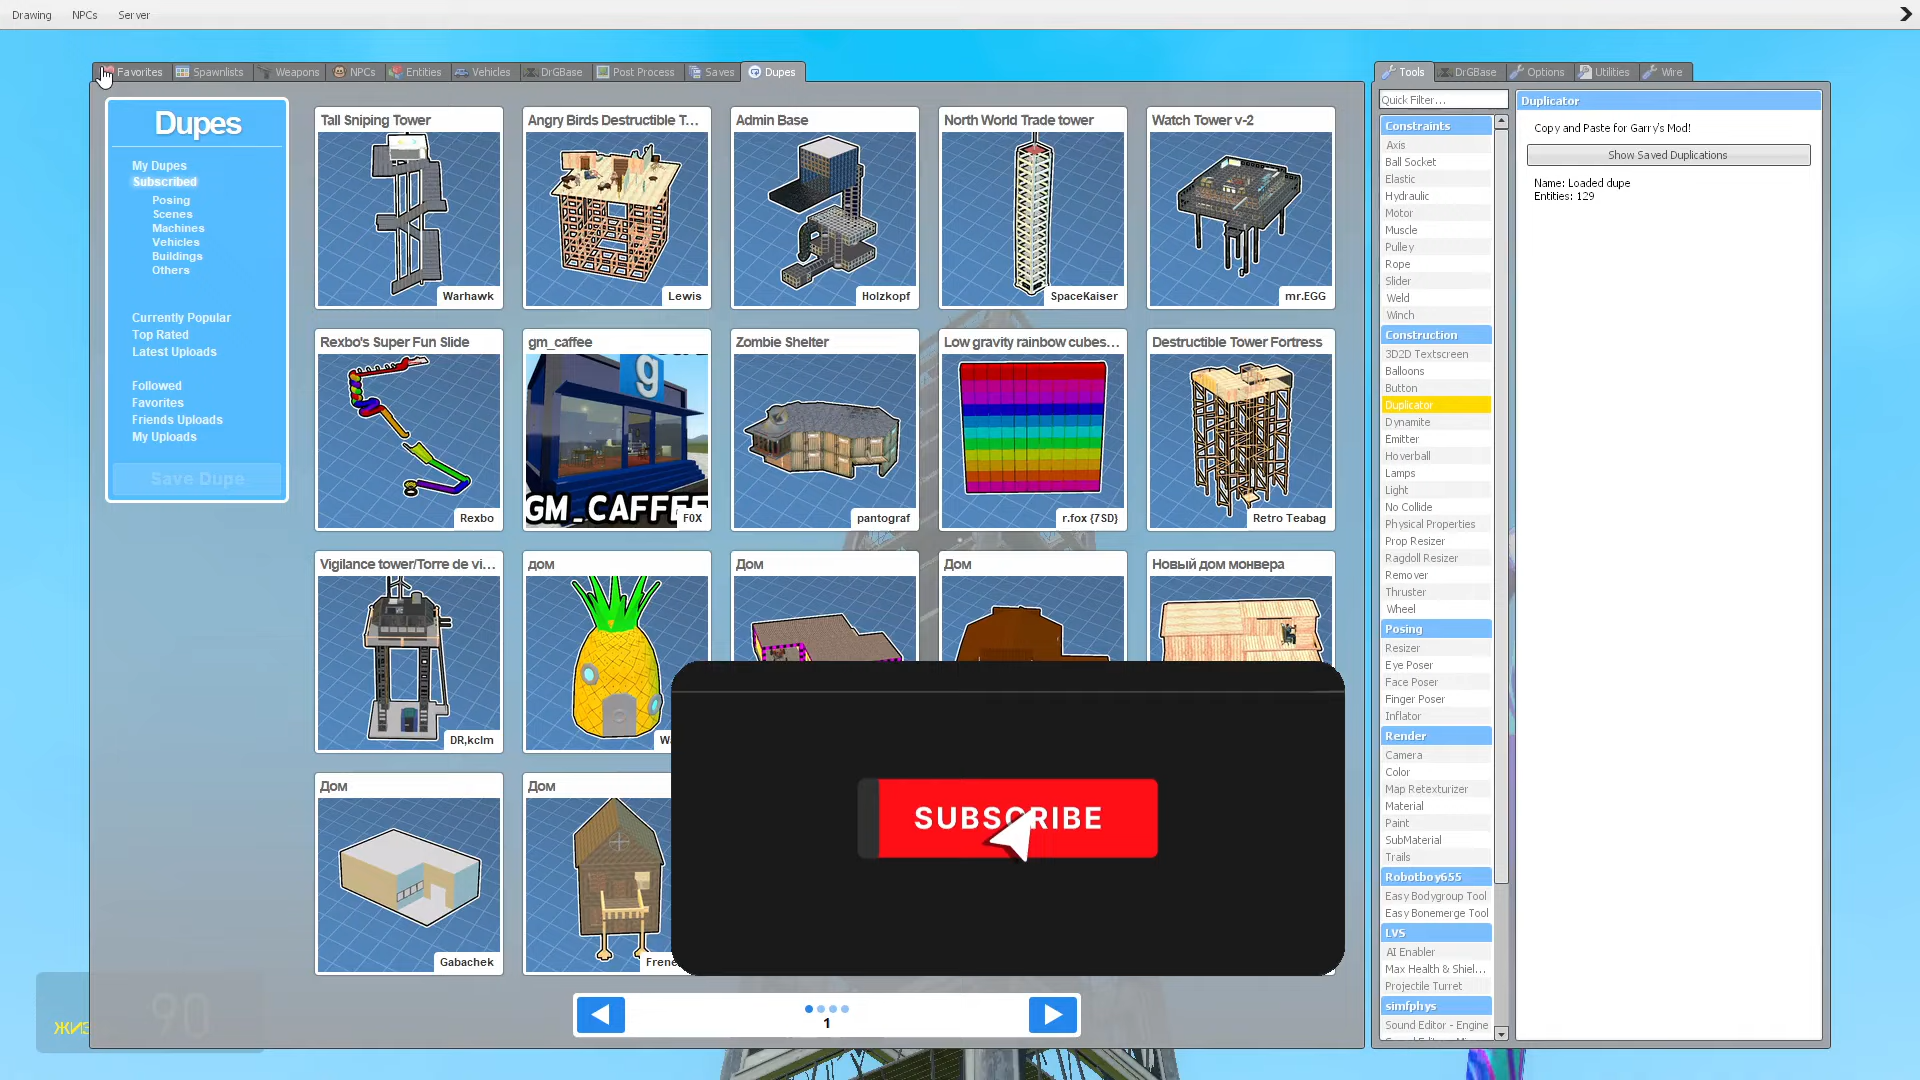 Drawing NPCs Server
Favorites Spawnlists Weapons NPCs Entities Vehicles DrGBase Post Process Saves Dupes
Dupes
My Dupes
Subscribed
Posing
Scenes
Machines
Vehicles
Buildings
Others
Currently Popular
Top Rated
Latest Uploads
Followed
Favorites
Friends Uploads
My Uploads
Save Dupe
Tall Sniping Tower
Warhawk
Angry Birds Destructible T...
Lewis
Admin Base
Holzkopf
North World Trade tower
SpaceKaiser
Watch Tower v-2
mr.EGG
Rexbo's Super Fun Slide
Rexbo
gm_caffee
g
GM_CAFFEE
F0X
Zombie Shelter
pantograf
Low gravity rainbow cubes...
r.fox {7SD}
Destructible Tower Fortress
Retro Teabag
Vigilance tower/Torre de vi...
DR,kclm
дом
Дом
Дом
Новый дом монвера
Дом
Gabachek
Дом
SUBSCRIBE
1
90
Tools DrGBase Options Utilities Wire
Quick Filter...
Constraints
Axis
Ball Socket
Elastic
Hydraulic
Motor
Muscle
Pulley
Rope
Slider
Weld
Winch
Construction
3D2D Textscreen
Balloons
Button
Duplicator
Dynamite
Emitter
Hoverball
Lamps
Light
No Collide
Physical Properties
Prop Resizer
Ragdoll Resizer
Remover
Thruster
Wheel
Posing
Resizer
Eye Poser
Face Poser
Finger Poser
Inflator
Render
Camera
Color
Map Retexturizer
Material
Paint
SubMaterial
Trails
Robotboy655
Easy Bodygroup Tool
Easy Bonemerge Tool
LVS
AI Enabler
Max Health & Shiel...
Projectile Turret
simfphys
Sound Editor - Engine
Duplicator
Copy and Paste for Garry's Mod!
Show Saved Duplications
Name: Loaded dupe
Entities: 129